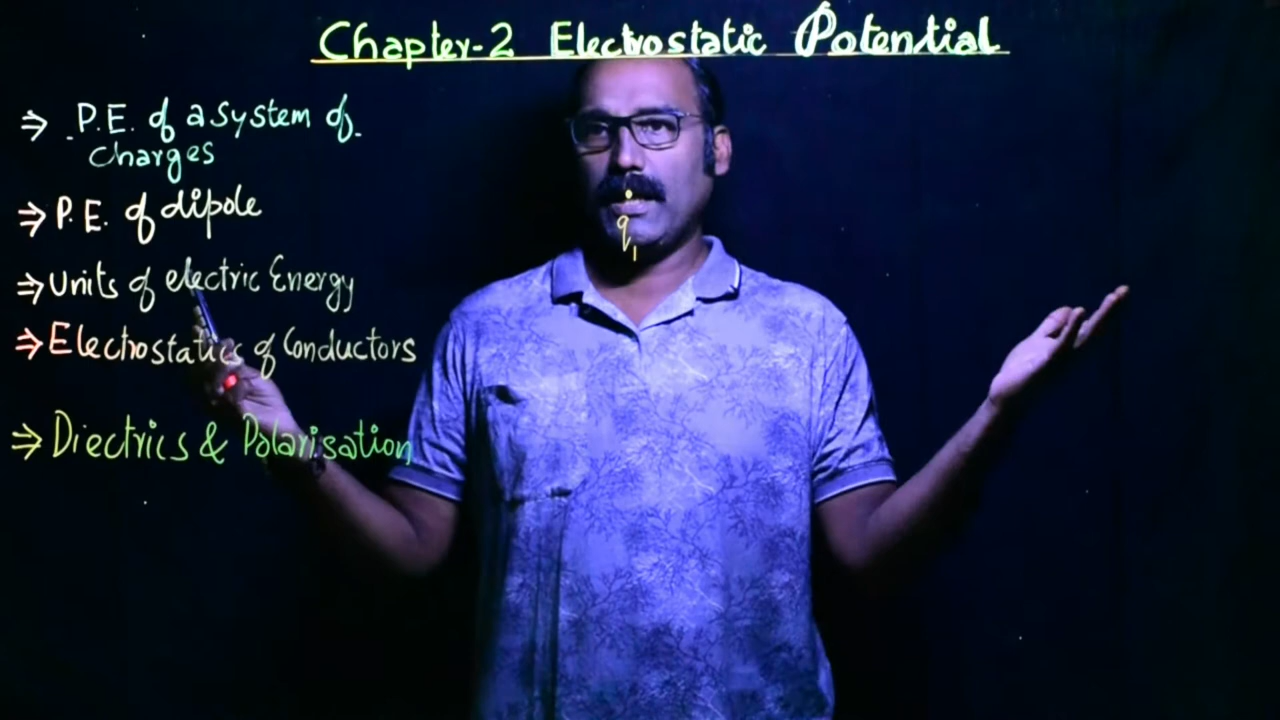 Chapter-2 Electrostatic Potential
⇒ P.E. of a system of
charges
⇒ P.E. of dipole
⇒ Units of electric Energy
⇒ Electrostatics of Conductors
⇒ Diectrics & Polarisation
q₁